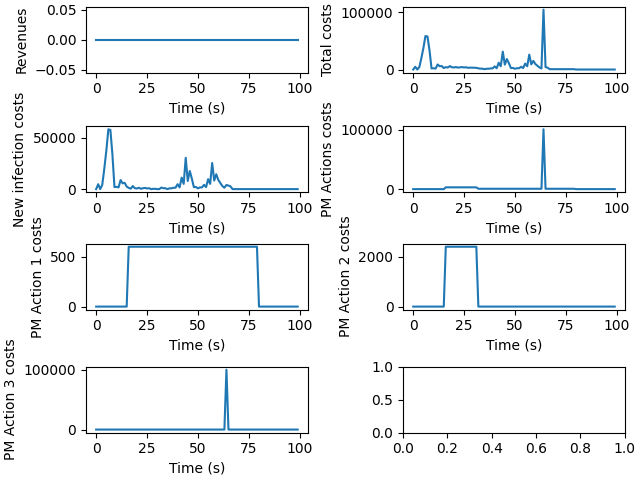 Revenues
0.05
0.00
−0.05
0 25 50 75 100
Time (s)
Total costs
100000
0
0 25 50 75 100
Time (s)
New infection costs
50000
0
0 25 50 75 100
Time (s)
PM Actions costs
100000
0
0 25 50 75 100
Time (s)
PM Action 1 costs
500
0
0 25 50 75 100
Time (s)
PM Action 2 costs
2000
0
0 25 50 75 100
Time (s)
PM Action 3 costs
100000
0
0 25 50 75 100
Time (s)
1.0
0.5
0.0
0.0 0.2 0.4 0.6 0.8 1.0